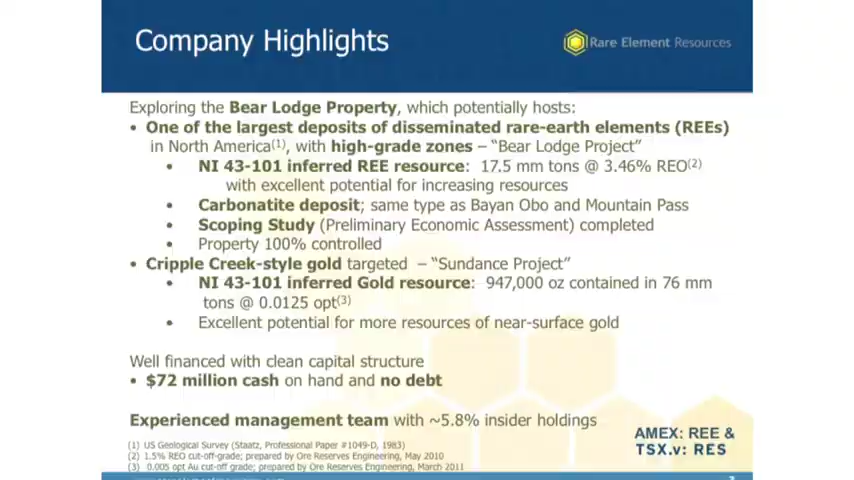 Company Highlights
Rare Element Resources
Exploring the Bear Lodge Property, which potentially hosts:
• One of the largest deposits of disseminated rare-earth elements (REEs)
in North America(1), with high-grade zones – “Bear Lodge Project”
• NI 43-101 inferred REE resource: 17.5 mm tons @ 3.46% REO(2)
with excellent potential for increasing resources
• Carbonatite deposit; same type as Bayan Obo and Mountain Pass
• Scoping Study (Preliminary Economic Assessment) completed
• Property 100% controlled
• Cripple Creek-style gold targeted – “Sundance Project”
• NI 43-101 inferred Gold resource: 947,000 oz contained in 76 mm
tons @ 0.0125 opt(3)
• Excellent potential for more resources of near-surface gold
Well financed with clean capital structure
• $72 million cash on hand and no debt
Experienced management team with ~5.8% insider holdings
AMEX: REE &
TSX.v: RES
(1) US Geological Survey (Staatz, Professional Paper #1049-D, 1983)
(2) 1.5% REO cut-off-grade; prepared by Ore Reserves Engineering, May 2010
(3) 0.005 opt Au cut-off grade; prepared by Ore Reserves Engineering, March 2011